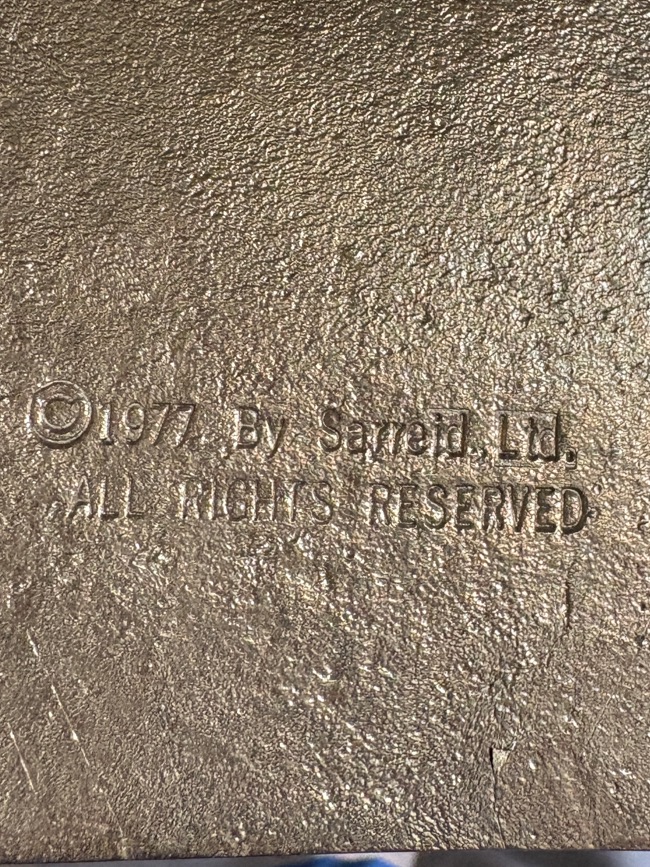 ©1977 By Sarreid, Ltd.
ALL RIGHTS RESERVED